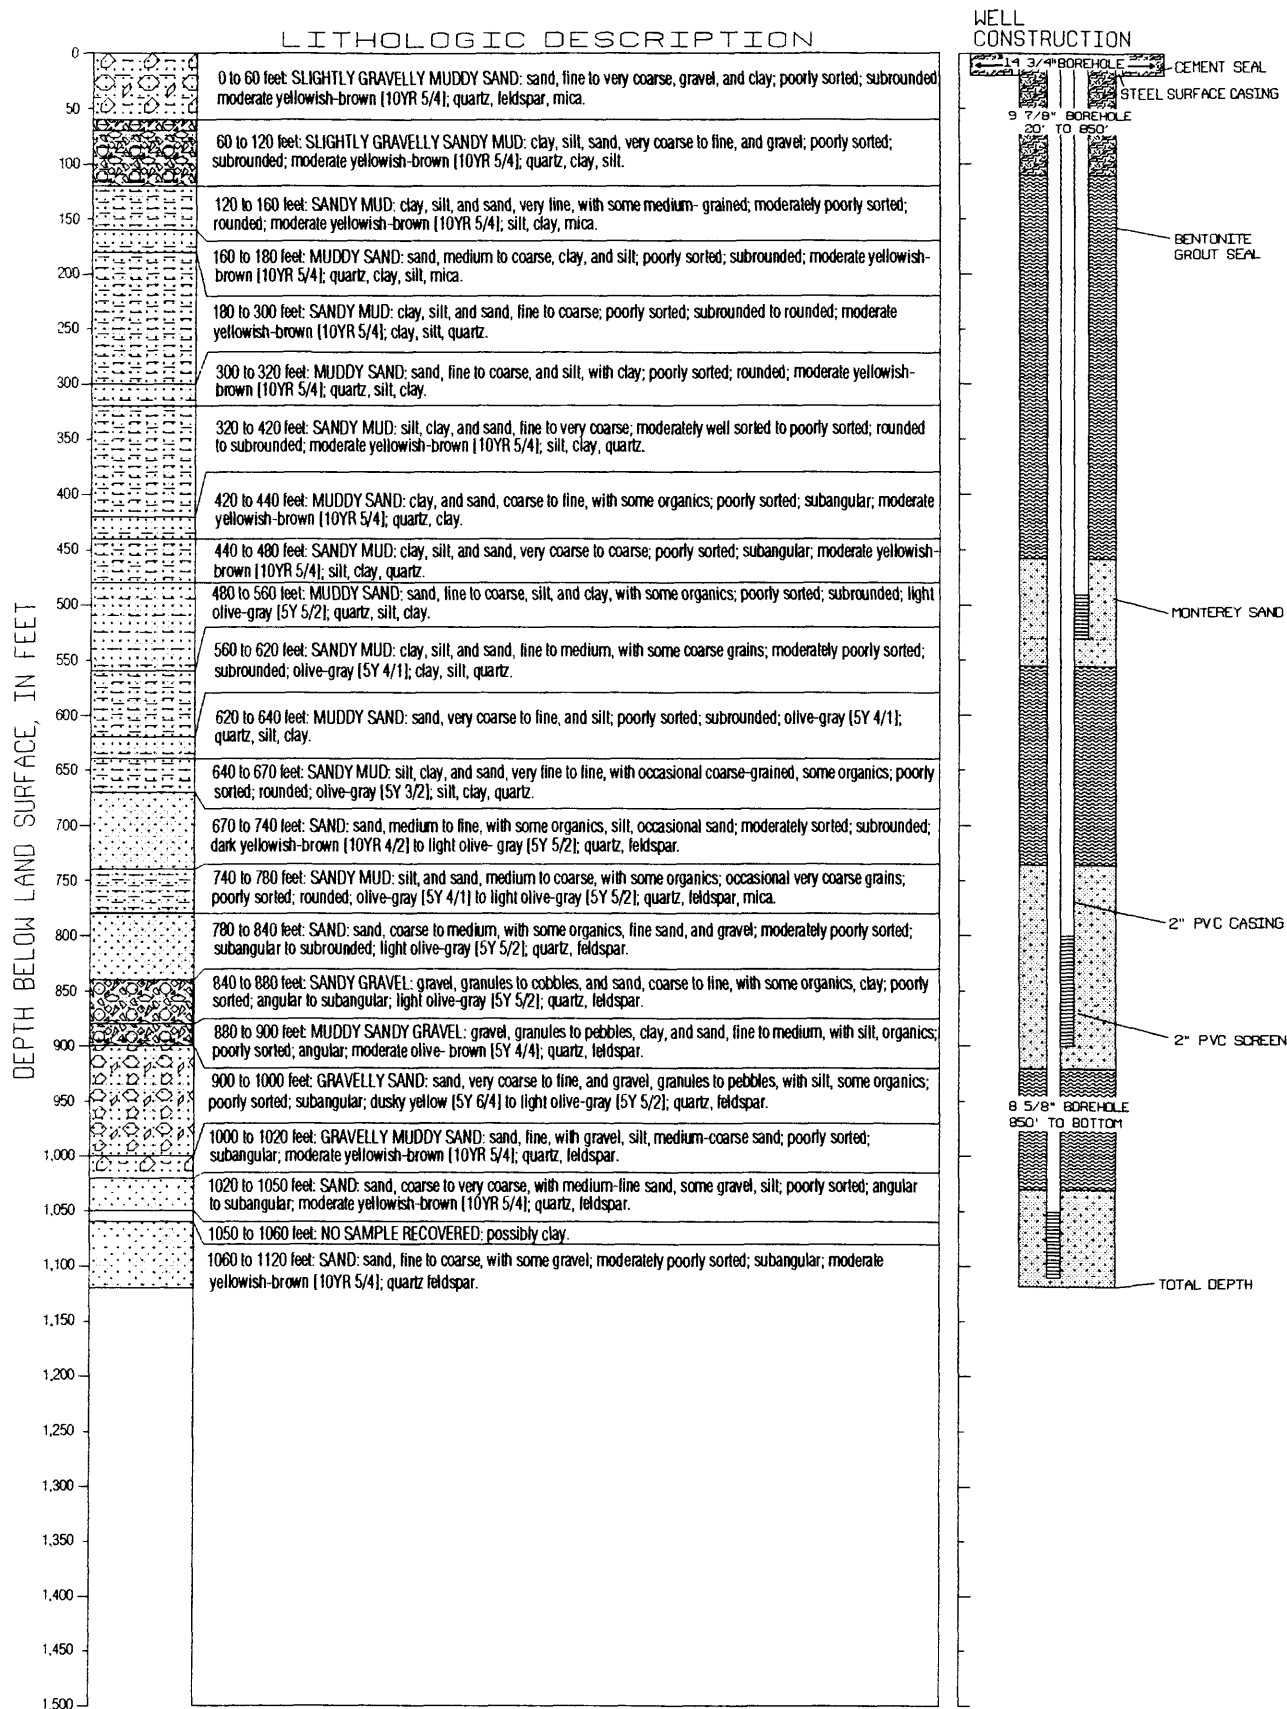 LITHOLOGIC DESCRIPTION
WELL
CONSTRUCTION
DEPTH BELOW LAND SURFACE, IN FEET
0
50
100
150
200
250
300
350
400
450
500
550
600
650
700
750
800
850
900
950
1,000
1,050
1,100
1,150
1,200
1,250
1,300
1,350
1,400
1,450
1,500
0 to 60 feet: SLIGHTLY GRAVELLY MUDDY SAND: sand, fine to very coarse, gravel, and clay; poorly sorted; subrounded
moderate yellowish-brown [10YR 5/4]; quartz, feldspar, mica.
60 to 120 feet: SLIGHTLY GRAVELLY SANDY MUD: clay, silt, sand, very coarse to fine, and gravel; poorly sorted;
subrounded; moderate yellowish-brown [10YR 5/4]; quartz, clay, silt.
120 to 160 feet: SANDY MUD: clay, silt, and sand, very fine, with some medium- grained; moderately poorly sorted;
rounded; moderate yellowish-brown [10YR 5/4]; silt, clay, mica.
160 to 180 feet: MUDDY SAND: sand, medium to coarse, clay, and silt; poorly sorted; subrounded; moderate yellowish-
brown [10YR 5/4]; quartz, clay, silt, mica.
180 to 300 feet: SANDY MUD: clay, silt, and sand, fine to coarse; poorly sorted; subrounded to rounded; moderate
yellowish-brown [10YR 5/4]; clay, silt, quartz.
300 to 320 feet: MUDDY SAND: sand, fine to coarse, and silt, with clay; poorly sorted; rounded; moderate yellowish-
brown [10YR 5/4]; quartz, silt, clay.
320 to 420 feet: SANDY MUD: silt, clay, and sand, fine to very coarse; moderately well sorted to poorly sorted; rounded
to subrounded; moderate yellowish-brown [10YR 5/4]; silt, clay, quartz.
420 to 440 feet: MUDDY SAND: clay, and sand, coarse to fine, with some organics; poorly sorted; subangular; moderate
yellowish-brown [10YR 5/4]; quartz, clay.
440 to 480 feet: SANDY MUD: clay, silt, and sand, very coarse to coarse; poorly sorted; subangular; moderate yellowish-
brown [10YR 5/4]; silt, clay, quartz.
480 to 560 feet: MUDDY SAND: sand, fine to coarse, silt, and clay, with some organics; poorly sorted; subrounded; light
olive-gray [5Y 5/2]; quartz, silt, clay.
560 to 620 feet: SANDY MUD: clay, silt, and sand, fine to medium, with some coarse grains; moderately poorly sorted;
subrounded; olive-gray [5Y 4/1]; clay, silt, quartz.
620 to 640 feet: MUDDY SAND: sand, very coarse to fine, and silt; poorly sorted; subrounded; olive-gray [5Y 4/1];
quartz, silt, clay.
640 to 670 feet: SANDY MUD: silt, clay, and sand, very fine to fine, with occasional coarse-grained, some organics; poorly
sorted; rounded; olive-gray [5Y 3/2]; silt, clay, quartz.
670 to 740 feet: SAND: sand, medium to fine, with some organics, silt, occasional sand; moderately sorted; subrounded;
dark yellowish-brown [10YR 4/2] to light olive- gray [5Y 5/2]; quartz, feldspar.
740 to 780 feet: SANDY MUD: silt, and sand, medium to coarse, with some organics; occasional very coarse grains;
poorly sorted; rounded; olive-gray [5Y 4/1] to light olive-gray [5Y 5/2]; quartz, feldspar, mica.
780 to 840 feet: SAND: sand, coarse to medium, with some organics, fine sand, and gravel; moderately poorly sorted;
subangular to subrounded; light olive-gray [5Y 5/2]; quartz, feldspar.
840 to 880 feet: SANDY GRAVEL: gravel, granules to cobbles, and sand, coarse to fine, with some organics, clay; poorly
sorted; angular to subangular; light olive-gray [5Y 5/2]; quartz, feldspar.
880 to 900 feet: MUDDY SANDY GRAVEL: gravel, granules to pebbles, clay, and sand, fine to medium, with silt, organics;
poorly sorted; angular; moderate olive- brown [5Y 4/4]; quartz, feldspar.
900 to 1000 feet: GRAVELLY SAND: sand, very coarse to fine, and gravel, granules to pebbles, with silt, some organics;
poorly sorted; subangular; dusky yellow [5Y 6/4] to light olive-gray [5Y 5/2]; quartz, feldspar.
1000 to 1020 feet: GRAVELLY MUDDY SAND: sand, fine, with gravel, silt, medium-coarse sand; poorly sorted;
subangular; moderate yellowish-brown [10YR 5/4]; quartz, feldspar.
1020 to 1050 feet: SAND: sand, coarse to very coarse, with medium-fine sand, some gravel, silt; poorly sorted; angular
to subangular; moderate yellowish-brown [10YR 5/4]; quartz, feldspar.
1050 to 1060 feet: NO SAMPLE RECOVERED: possibly clay.
1060 to 1120 feet: SAND: sand, fine to coarse, with some gravel; moderately poorly sorted; subangular; moderate
yellowish-brown [10YR 5/4]; quartz feldspar.
14 3/4" BOREHOLE
CEMENT SEAL
STEEL SURFACE CASING
9 7/8" BOREHOLE
20' TO 850'
BENTONITE
GROUT SEAL
MONTEREY SAND
2" PVC CASING
2" PVC SCREEN
8 5/8" BOREHOLE
850' TO BOTTOM
TOTAL DEPTH